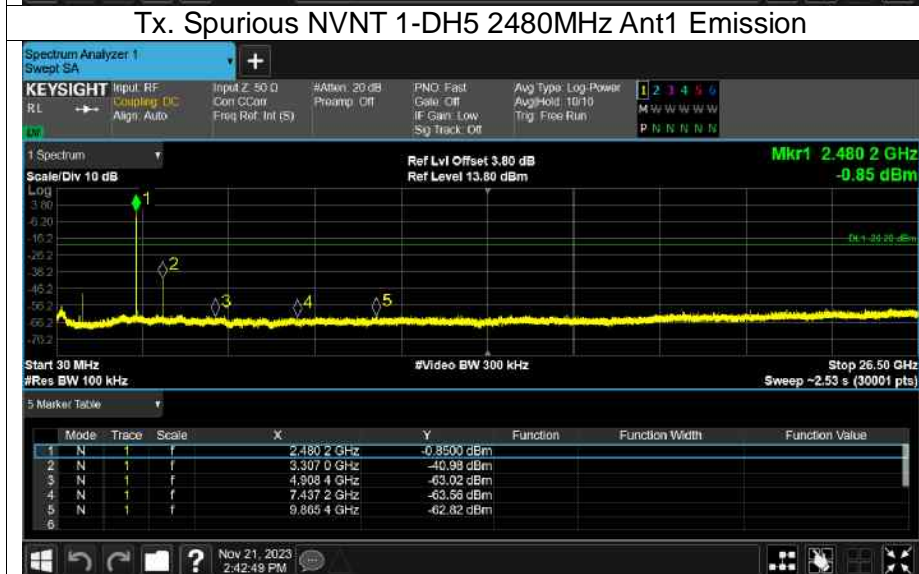 Tx. Spurious NVNT 1-DH5 2480MHz Ant1 Emission
Spectrum Analyzer 1
Swept SA
+
KEYSIGHT
RL
Input: RF
Coupling: DC
Align: Auto
Input Z: 50 Ω
Corr CCorr
Freq Ref: Int (S)
#Atten: 20 dB
Preamp: Off
PNO: Fast
Gate: Off
IF Gain: Low
Sig Track: Off
Avg Type: Log-Power
Avg|Hold: 10/10
Trig: Free Run
1 2 3 4 5 6
M W W W W W
P N N N N N
1 Spectrum
Scale/Div 10 dB
Ref Lvl Offset 3.80 dB
Ref Level 13.80 dBm
Mkr1 2.480 2 GHz
-0.85 dBm
Log
3.80
-6.20
-16.2
-26.2
-36.2
-46.2
-56.2
-66.2
-76.2
1
2
3
4
5
Start 30 MHz
#Res BW 100 kHz
#Video BW 300 kHz
Stop 26.50 GHz
Sweep ~2.53 s (30001 pts)
5 Marker Table
Mode Trace Scale X Y Function Function Width Function Value
1 N 1 f 2.480 2 GHz -0.8500 dBm
2 N 1 f 3.307 0 GHz -40.98 dBm
3 N 1 f 4.908 4 GHz -63.02 dBm
4 N 1 f 7.437 2 GHz -63.56 dBm
5 N 1 f 9.865 4 GHz -62.82 dBm
6
?
Nov 21, 2023
2:42:49 PM